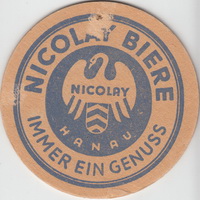 NICOLAY BIERE
NICOLAY
HANAU
IMMER EIN GENUSS